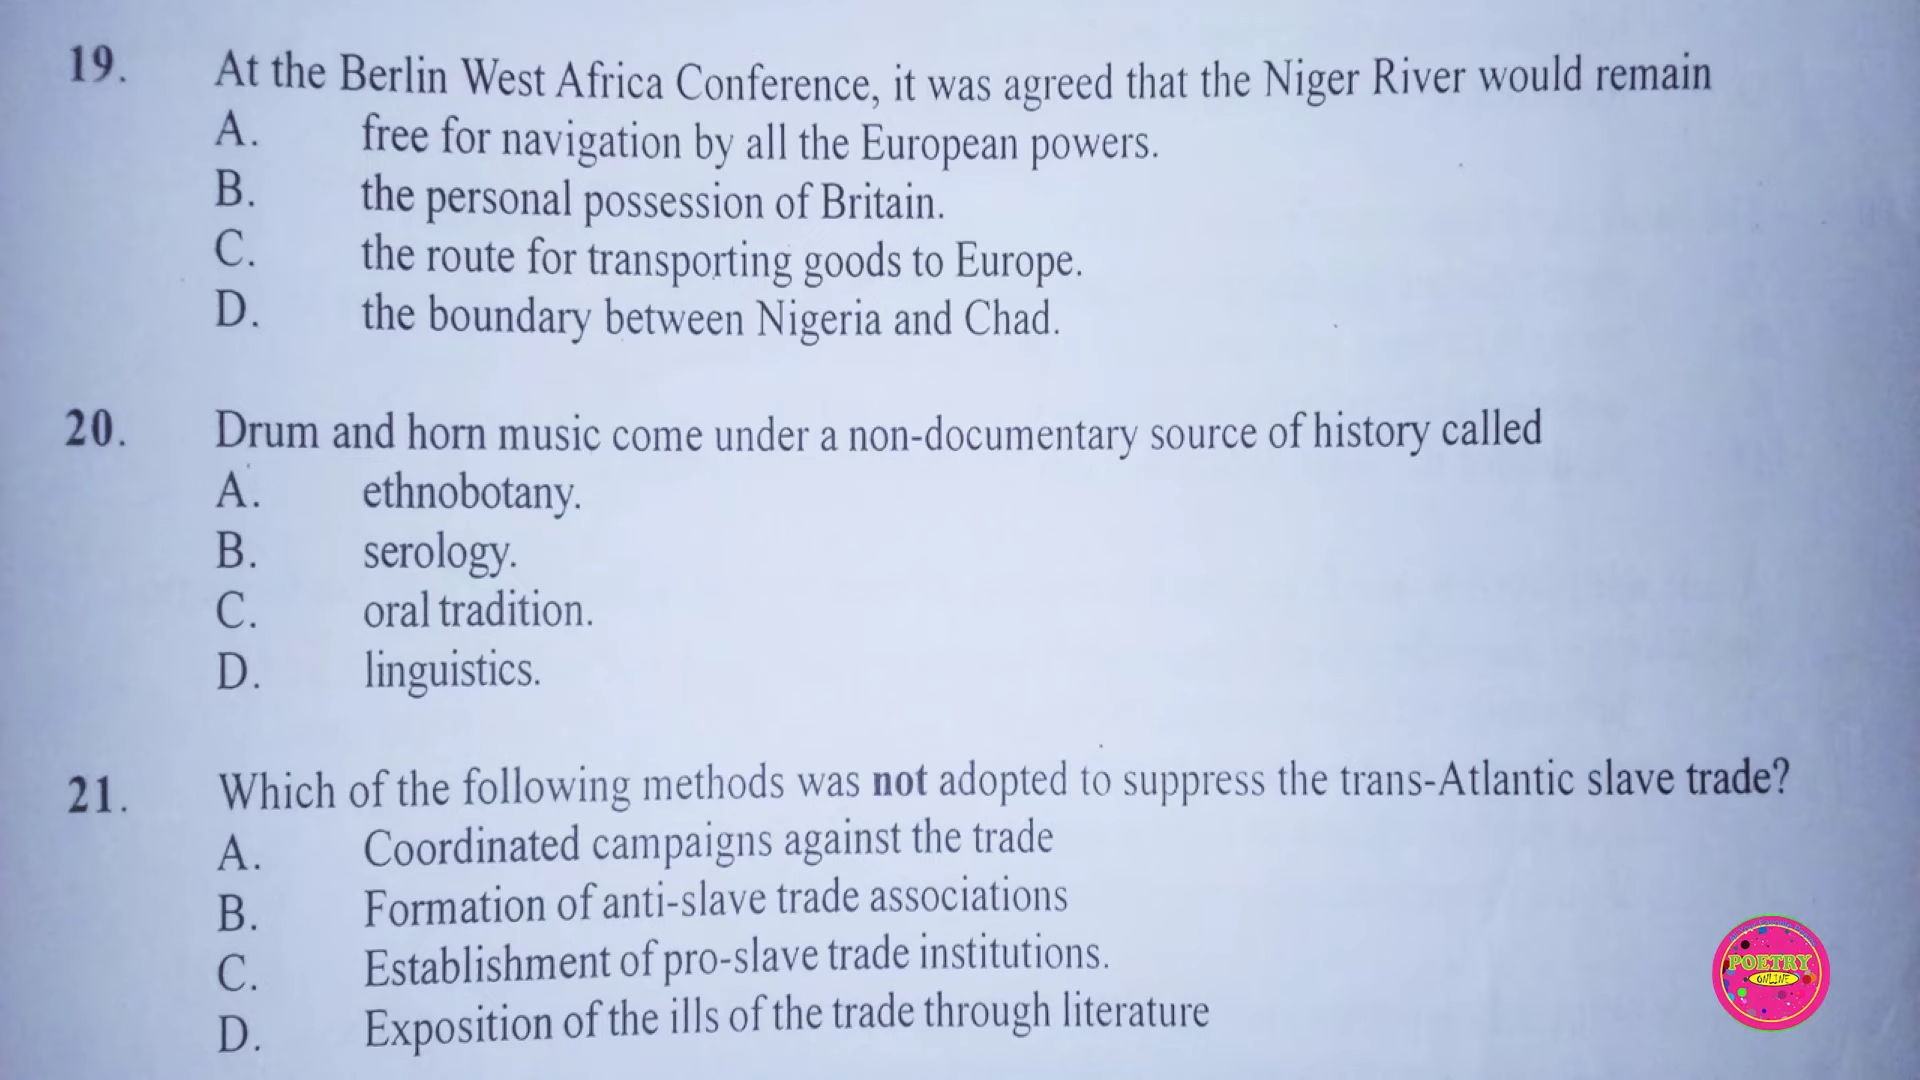 19. At the Berlin West Africa Conference, it was agreed that the Niger River would remain
A. free for navigation by all the European powers.
B. the personal possession of Britain.
C. the route for transporting goods to Europe.
D. the boundary between Nigeria and Chad.
20. Drum and horn music come under a non-documentary source of history called
A. ethnobotany.
B. serology.
C. oral tradition.
D. linguistics.
21. Which of the following methods was not adopted to suppress the trans-Atlantic slave trade?
A. Coordinated campaigns against the trade
B. Formation of anti-slave trade associations
C. Establishment of pro-slave trade institutions.
D. Exposition of the ills of the trade through literature
POETRY
ONLINE